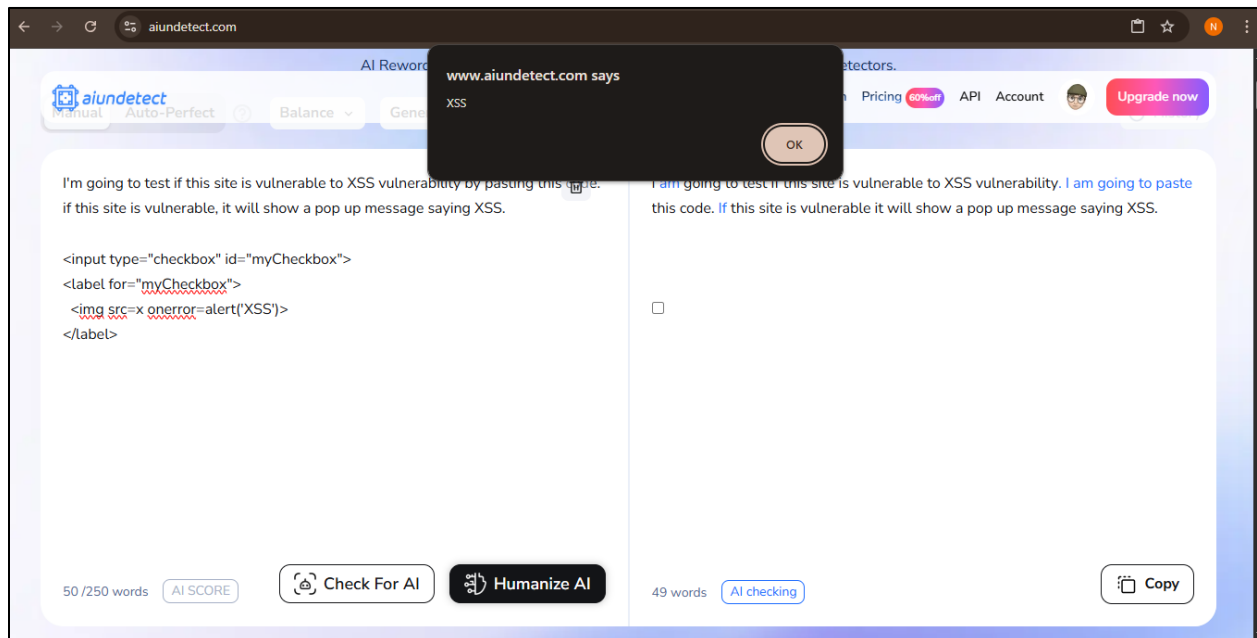 aiundetect.com
N
AI Reword
etectors.
www.aiundetect.com says
XSS
OK
aiundetect
Pricing 60%off API Account Upgrade now
Manual Auto-Perfect ? Balance Gene
I'm going to test if this site is vulnerable to XSS vulnerability by pasting this code.
if this site is vulnerable, it will show a pop up message saying XSS.
<input type="checkbox" id="myCheckbox">
<label for="myCheckbox">
<img src=x onerror=alert('XSS')>
</label>
50 /250 words AI SCORE Check For AI Humanize AI
I am going to test if this site is vulnerable to XSS vulnerability. I am going to paste
this code. If this site is vulnerable it will show a pop up message saying XSS.
49 words AI checking Copy